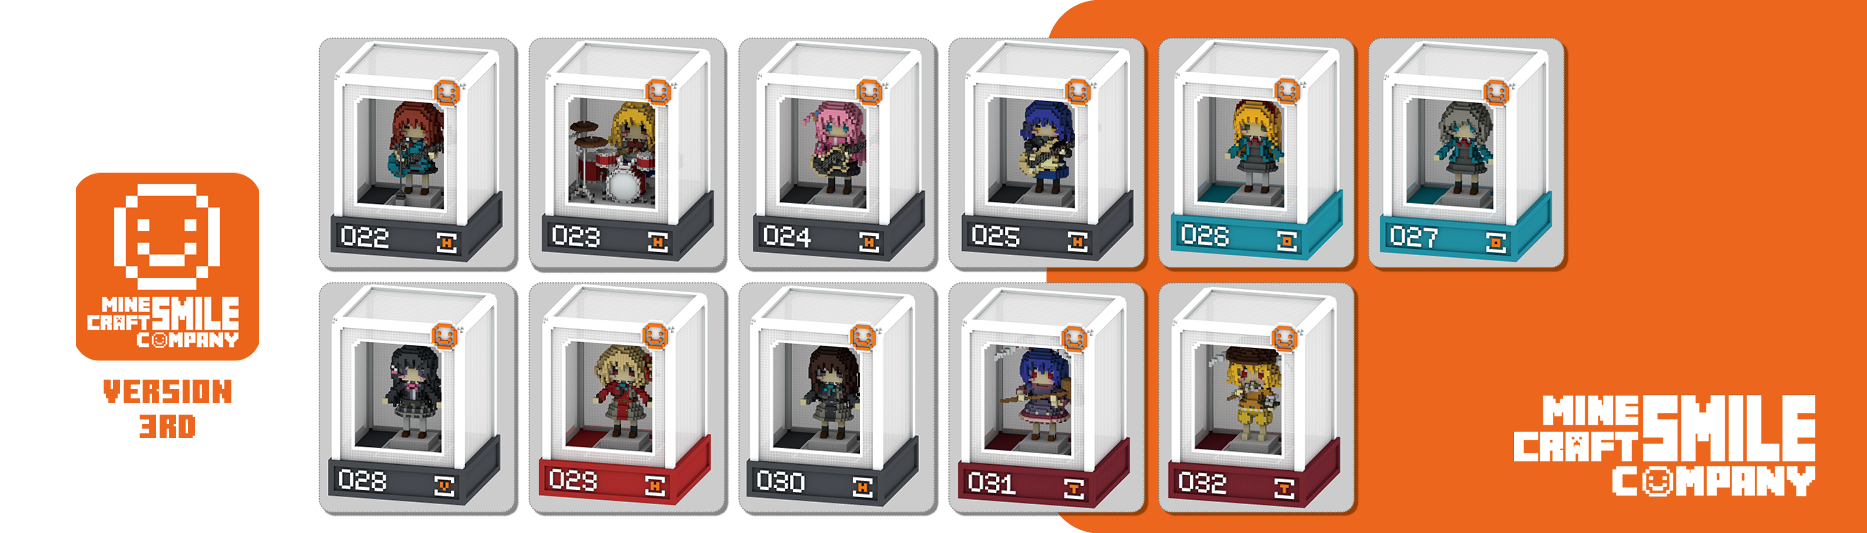 MINE
CRAFT SMILE
COMPANY
VERSION
3RD
022 H
023 H
024 H
025 H
026 D
027 D
028 V
029 H
030 H
031 T
032 T
MINE
CRAFT SMILE
COMPANY